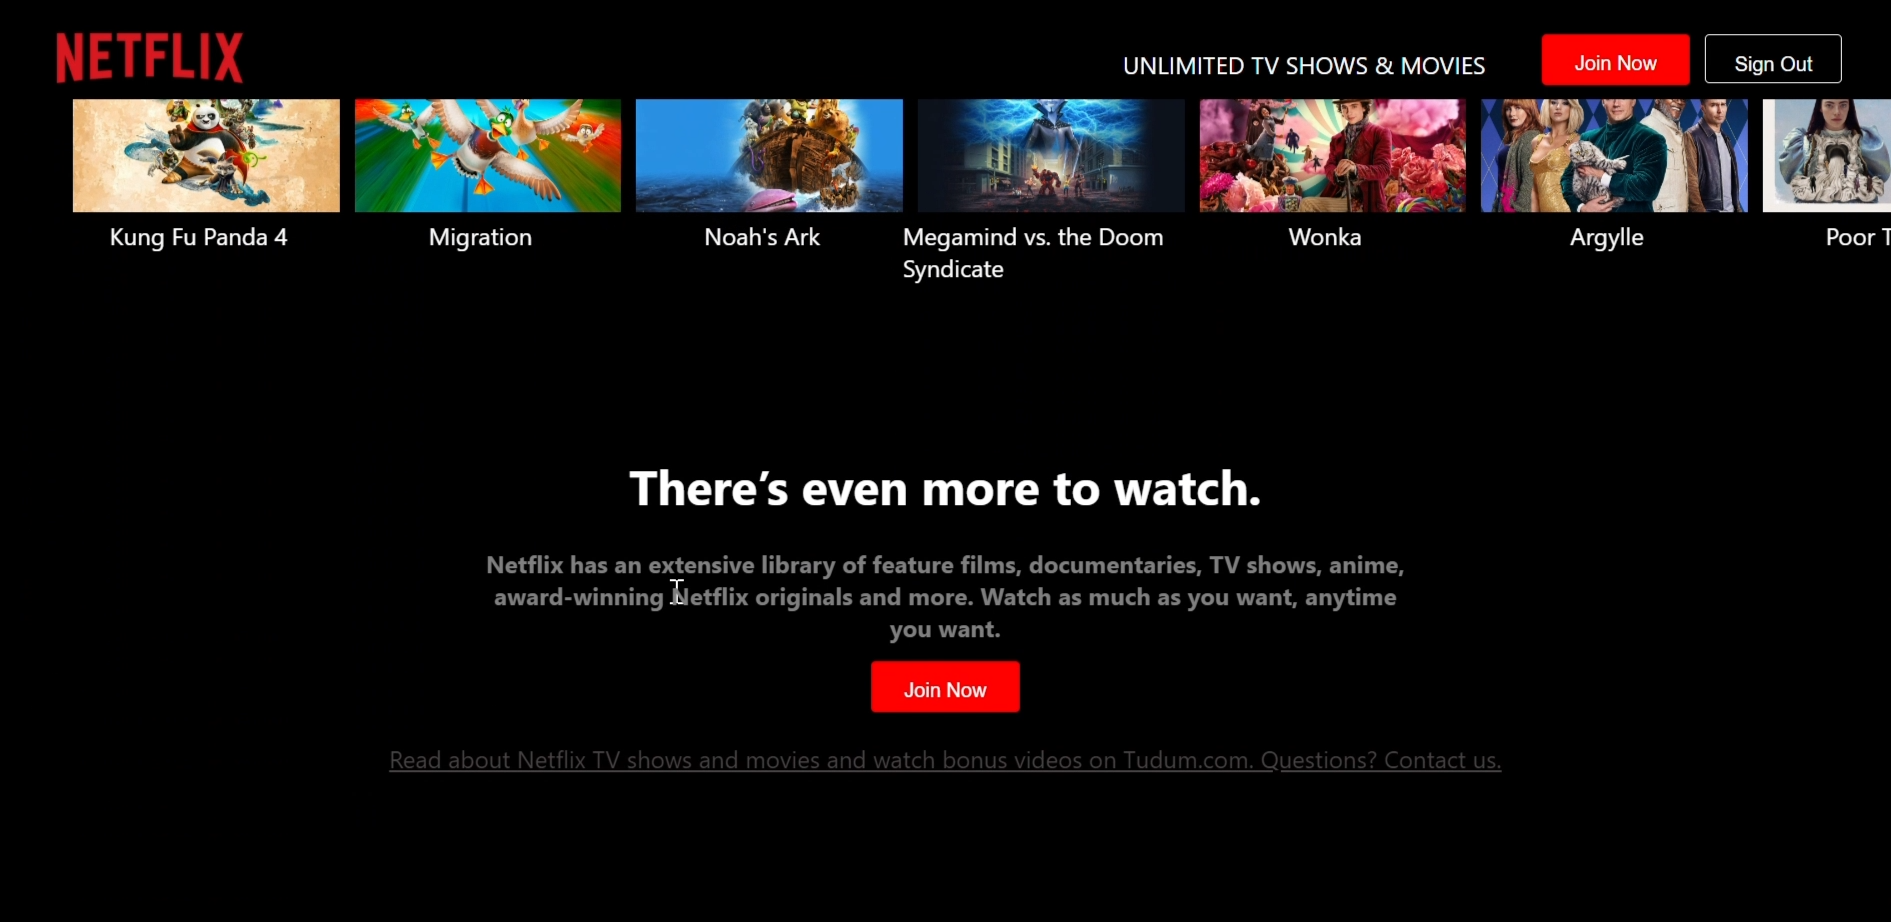 NETFLIX
UNLIMITED TV SHOWS & MOVIES
Join Now
Sign Out
Kung Fu Panda 4
Migration
Noah's Ark
Megamind vs. the Doom
Syndicate
Wonka
Argylle
Poor
There’s even more to watch.
Netflix has an extensive library of feature films, documentaries, TV shows, anime,
award-winning Netflix originals and more. Watch as much as you want, anytime
you want.
Join Now
Read about Netflix TV shows and movies and watch bonus videos on Tudum.com. Questions? Contact us.